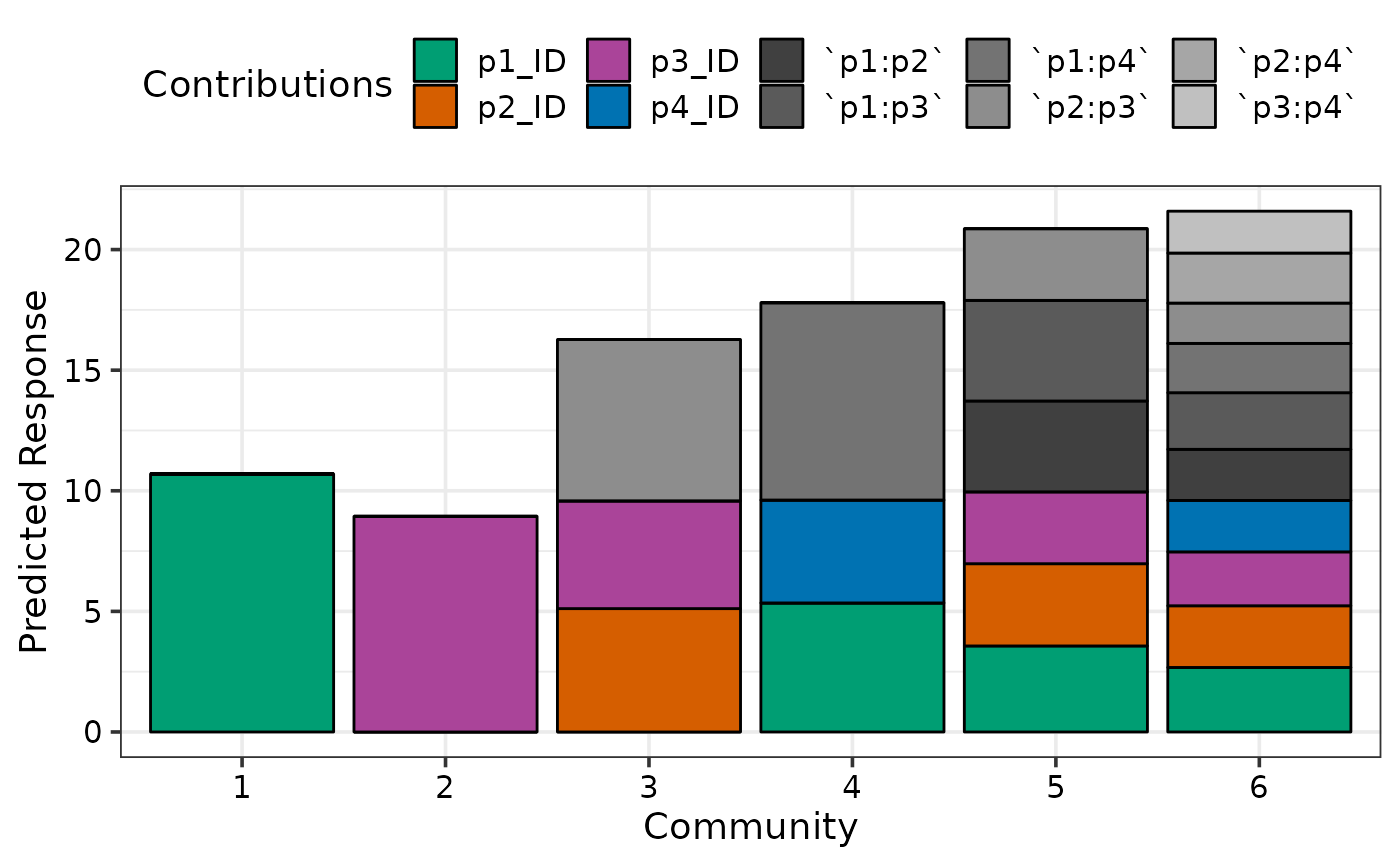 Contributions
p1_ID p3_ID `p1:p2` `p1:p4` `p2:p4`
p2_ID p4_ID `p1:p3` `p2:p3` `p3:p4`
Predicted Response
20
15
10
5
0
1 2 3 4 5 6
Community